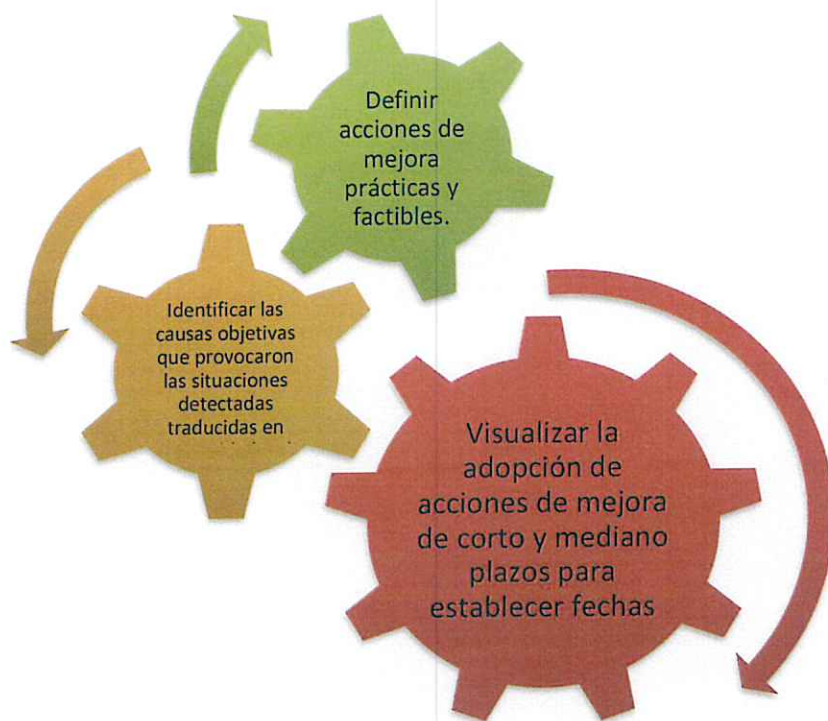 Definir
acciones de
mejora
prácticas y
factibles.
Identificar las
causas objetivas
que provocaron
las situaciones
detectadas
traducidas en
Visualizar la
adopción de
acciones de mejora
de corto y mediano
plazos para
establecer fechas